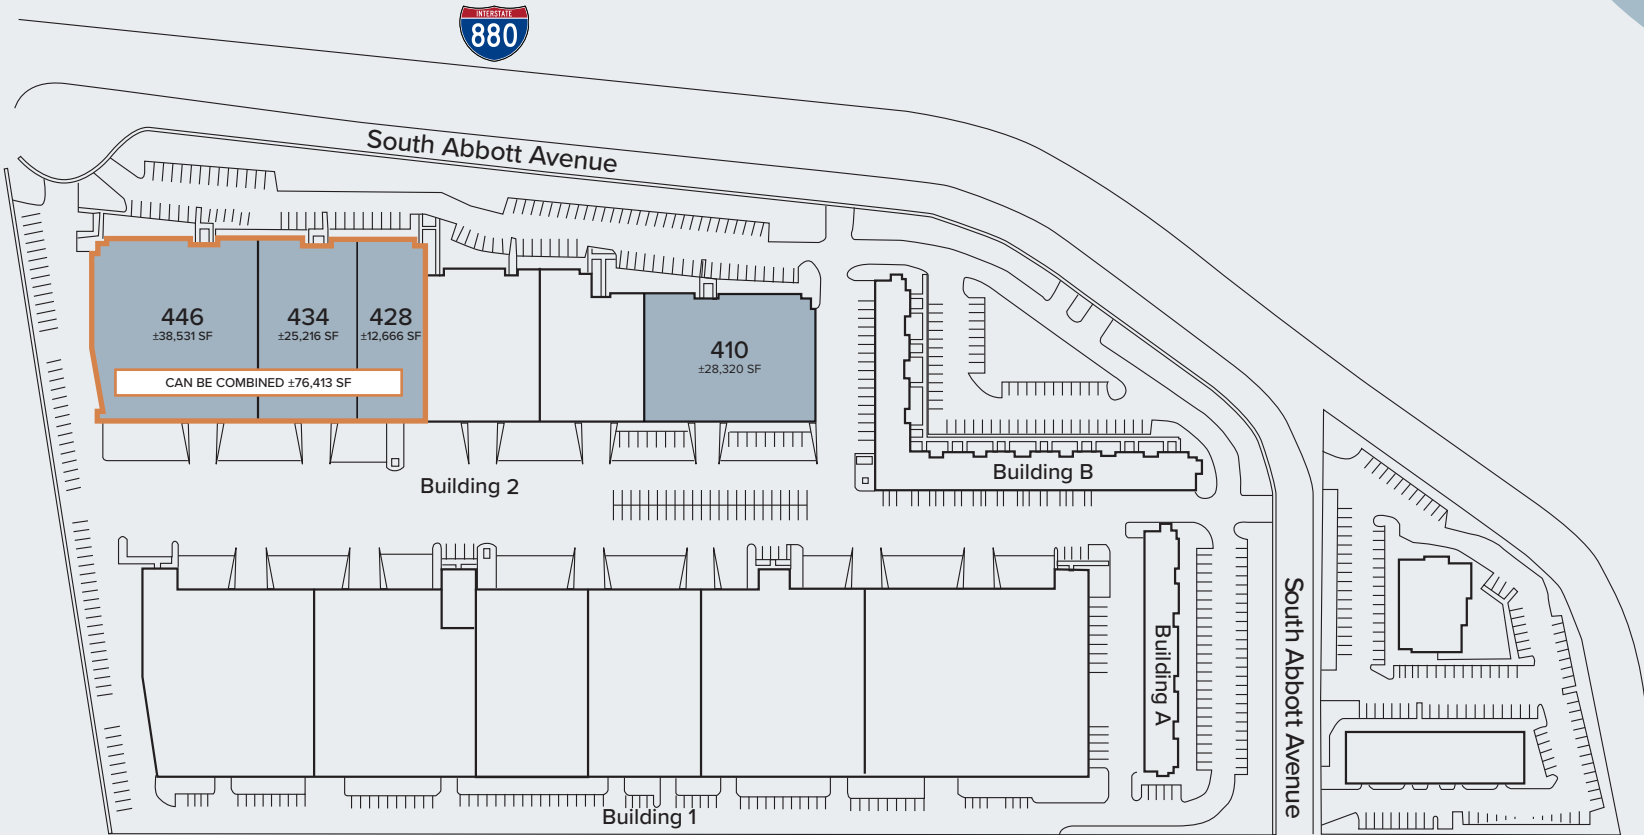 INTERSTATE
880
South Abbott Avenue
446
±38,531 SF
434
±25,216 SF
428
±12,666 SF
CAN BE COMBINED ±76,413 SF
410
±28,320 SF
Building 2
Building B
Building A
South Abbott Avenue
Building 1